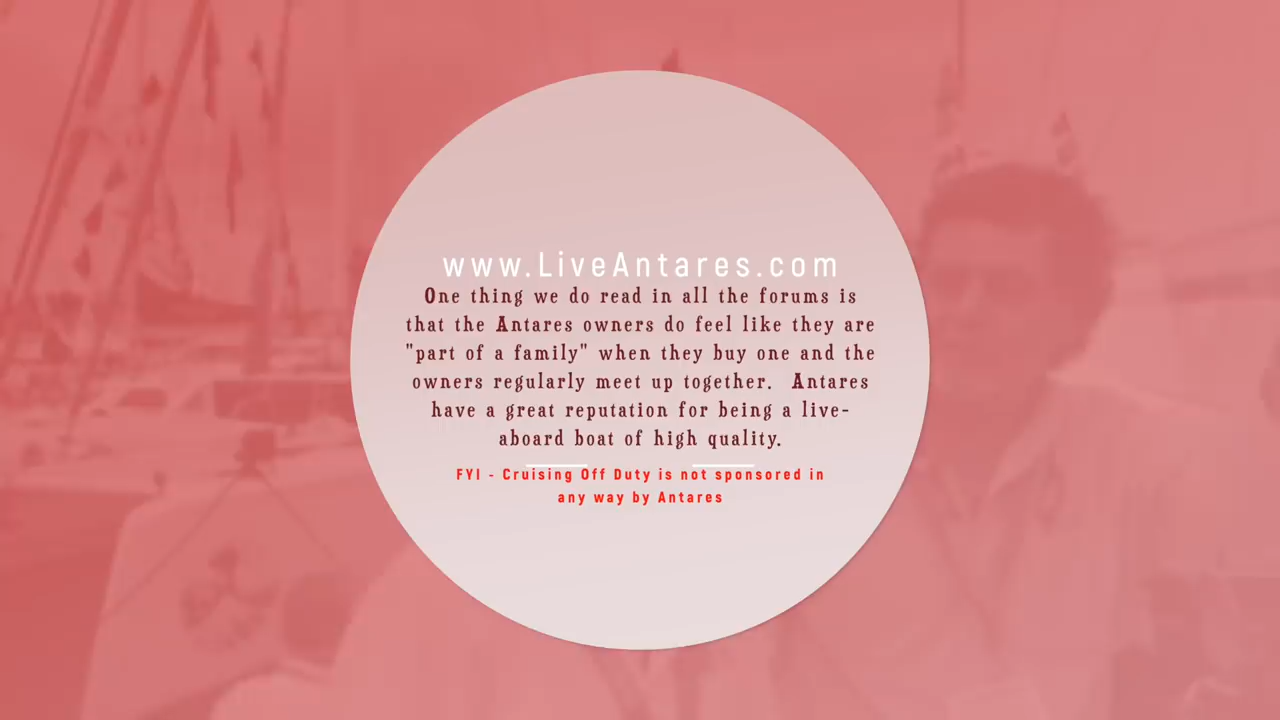 www.LiveAntares.com
One thing we do read in all the forums is
that the Antares owners do feel like they are
"part of a family" when they buy one and the
owners regularly meet up together.  Antares
have a great reputation for being a live-
aboard boat of high quality.
FYI - Cruising Off Duty is not sponsored in
any way by Antares